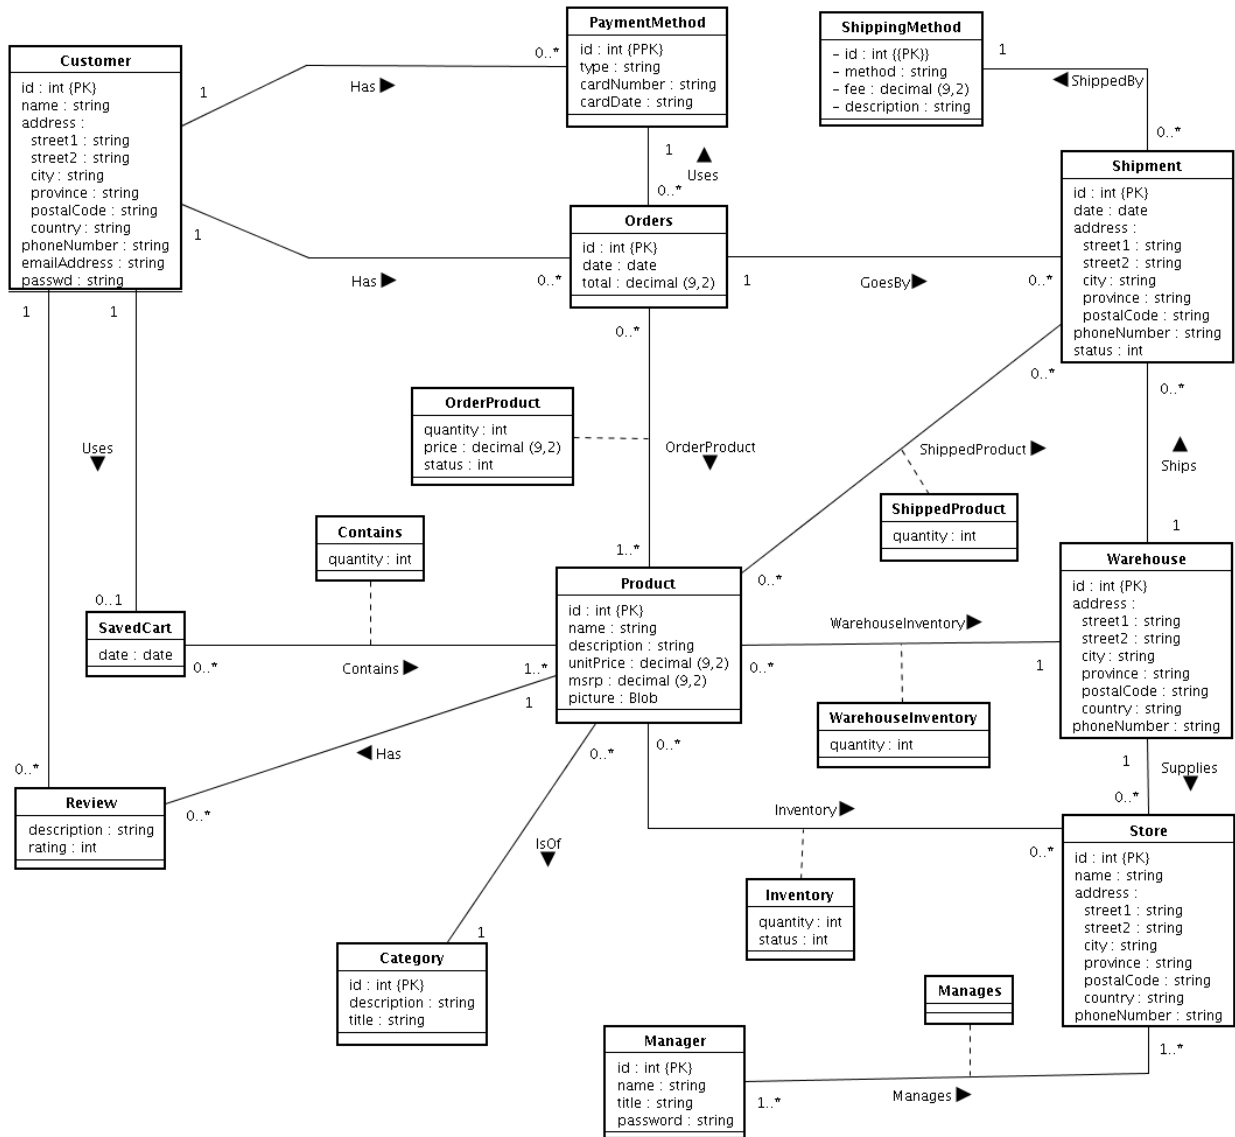 PaymentMethod
id : int {PPK}
type : string
cardNumber : string
cardDate : string
ShippingMethod
– id : int {{PK}}
– method : string
– fee : decimal (9,2)
– description : string
Customer
id : int {PK}
name : string
address :
street1 : string
street2 : string
city : string
province : string
postalCode : string
country : string
phoneNumber : string
emailAddress : string
passwd : string
1
Has
0..*
1
ShippedBy
0..*
1
Uses
0..*
Shipment
id : int {PK}
date : date
address :
street1 : string
street2 : string
city : string
province : string
postalCode : string
phoneNumber : string
status : int
Orders
id : int {PK}
date : date
total : decimal (9,2)
1
Has
0..*
1
GoesBy
0..*
1
1
0..*
0..*
0..*
OrderProduct
quantity : int
price : decimal (9,2)
status : int
Uses
OrderProduct
ShippedProduct
Ships
ShippedProduct
quantity : int
Contains
quantity : int
1
1..*
0..*
Warehouse
id : int {PK}
address :
street1 : string
street2 : string
city : string
province : string
postalCode : string
country : string
phoneNumber : string
Product
id : int {PK}
name : string
description : string
unitPrice : decimal (9,2)
msrp : decimal (9,2)
picture : Blob
0..1
SavedCart
date : date
0..*
Contains
1..*
WarehouseInventory
0..*
1
1
WarehouseInventory
quantity : int
0..*
0..*
Has
1
Supplies
0..*
0..*
Review
description : string
rating : int
0..*
Inventory
IsOf
0..*
Store
id : int {PK}
name : string
address :
street1 : string
street2 : string
city : string
province : string
postalCode : string
country : string
phoneNumber : string
Inventory
quantity : int
status : int
1
Category
id : int {PK}
description : string
title : string
Manages
Manager
id : int {PK}
name : string
title : string
password : string
1..*
Manages
1..*